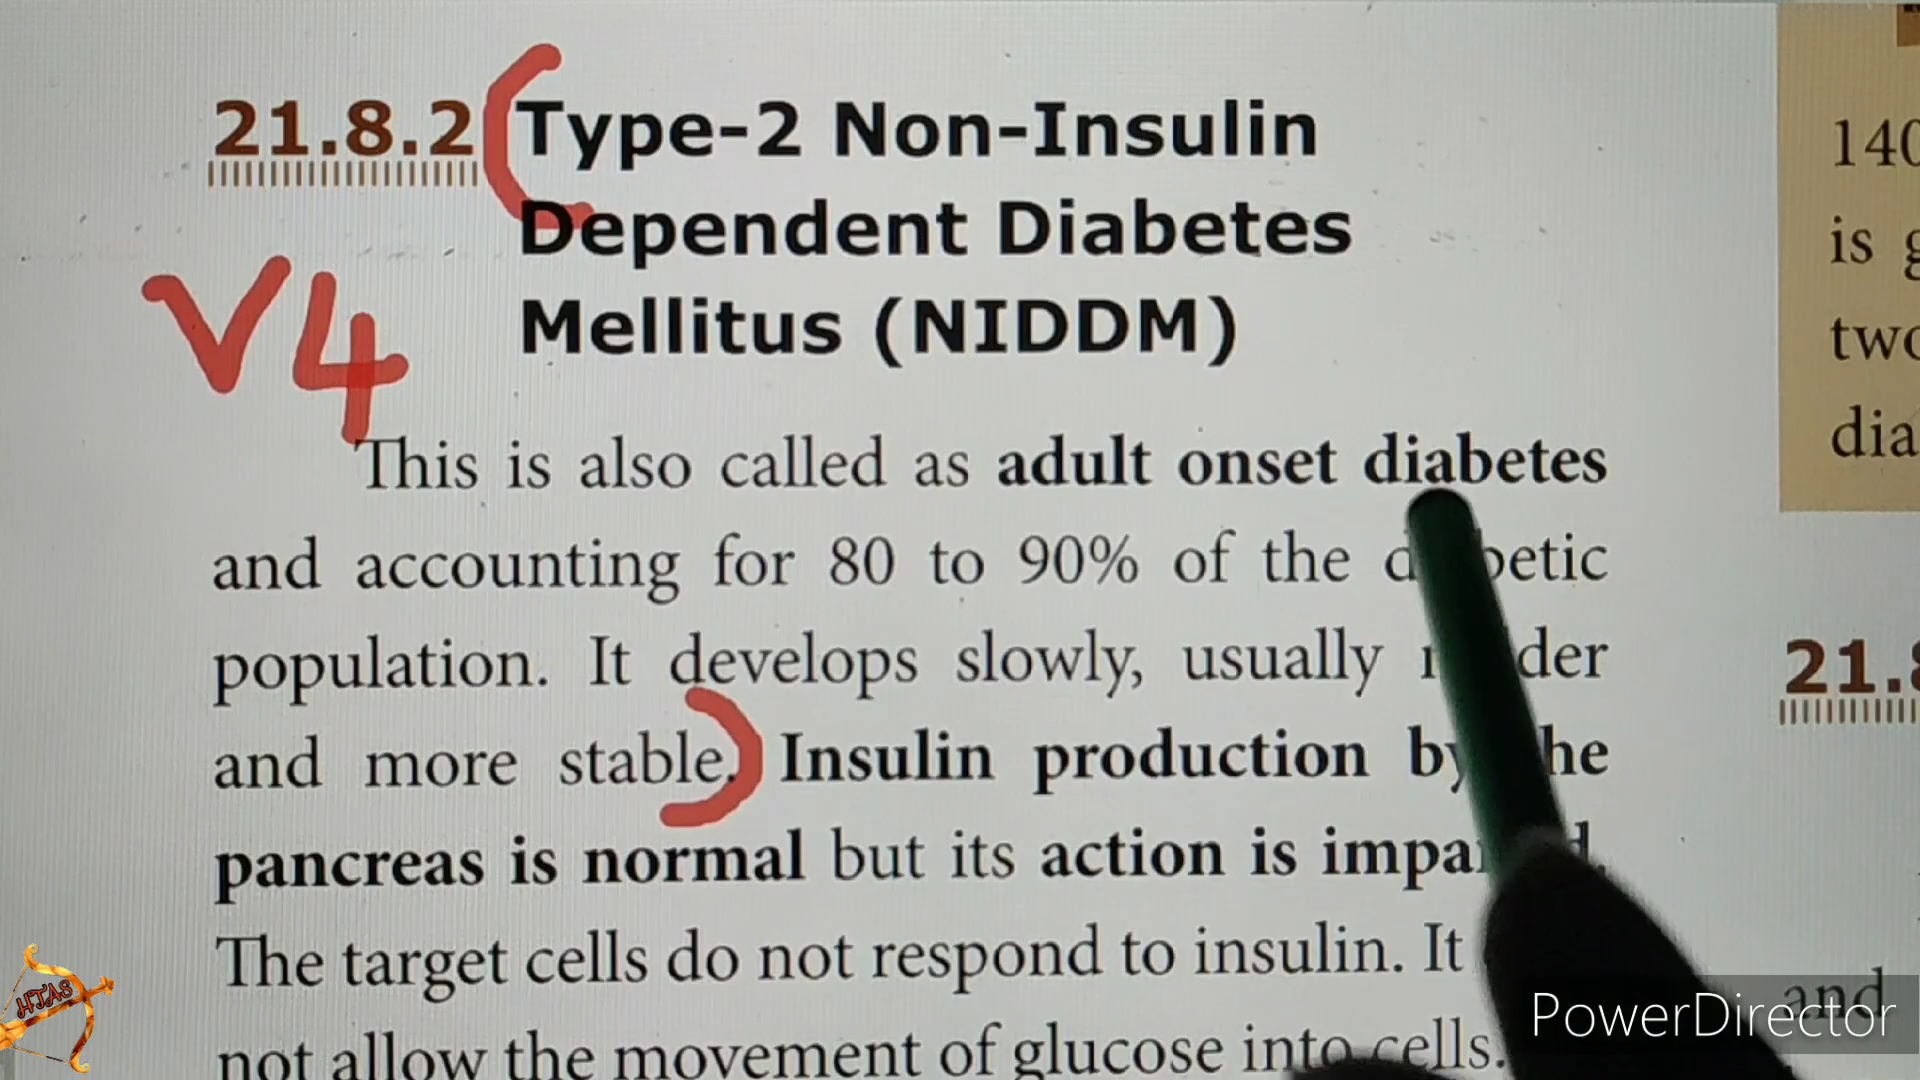 21.8.2 Type-2 Non-Insulin
Dependent Diabetes
Mellitus (NIDDM)
V4
This is also called as adult onset diabetes
and accounting for 80 to 90% of the
population. It develops slowly, usually
and more stable. Insulin production by
pancreas is normal but its action is
The target cells do not respond to insulin. It
not allow the movement of glucose into cells.
140
is
21.8
and
HTAS
PowerDirector